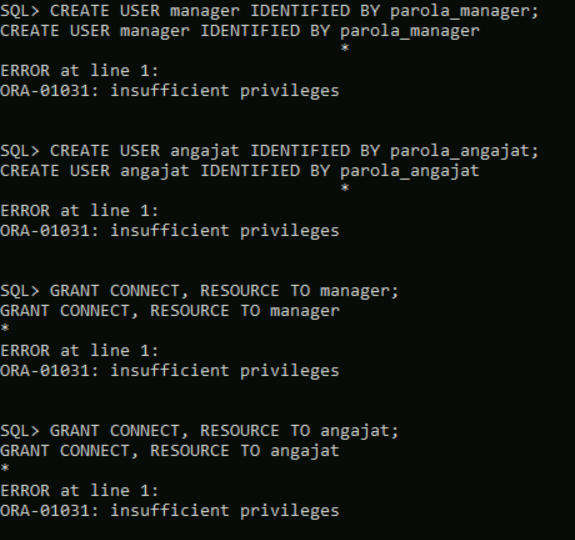 SQL> CREATE USER manager IDENTIFIED BY parola_manager;
CREATE USER manager IDENTIFIED BY parola_manager
*
ERROR at line 1:
ORA-01031: insufficient privileges
SQL> CREATE USER angajat IDENTIFIED BY parola_angajat;
CREATE USER angajat IDENTIFIED BY parola_angajat
*
ERROR at line 1:
ORA-01031: insufficient privileges
SQL> GRANT CONNECT, RESOURCE TO manager;
GRANT CONNECT, RESOURCE TO manager
*
ERROR at line 1:
ORA-01031: insufficient privileges
SQL> GRANT CONNECT, RESOURCE TO angajat;
GRANT CONNECT, RESOURCE TO angajat
*
ERROR at line 1:
ORA-01031: insufficient privileges